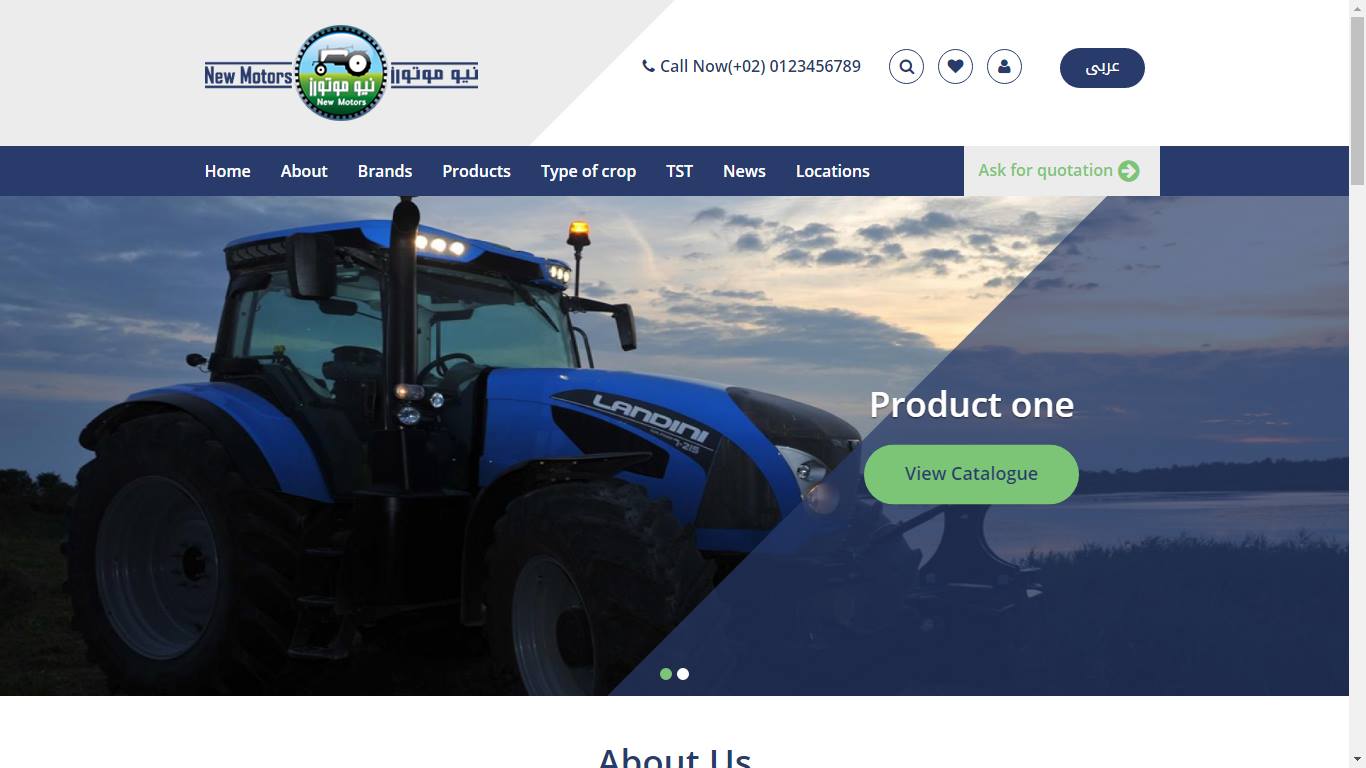 New Motors
نيو موتورز
نيو موتورز
New Motors
Call Now(+02) 0123456789
عربى
Home
About
Brands
Products
Type of crop
TST
News
Locations
Ask for quotation
LANDINI
Product one
View Catalogue
About Us